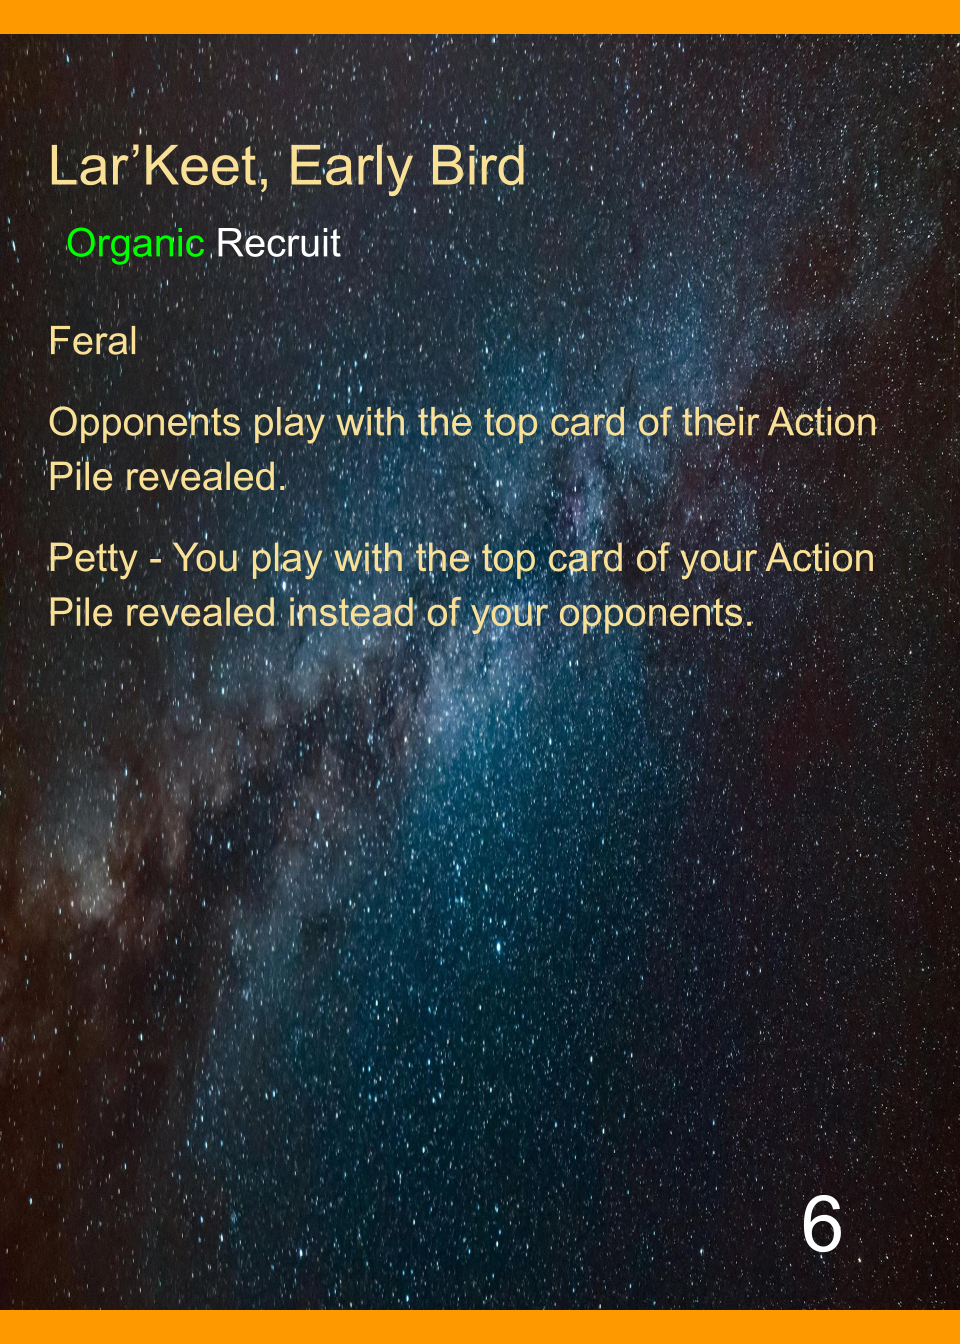 Lar’Keet, Early Bird
Organic Recruit
Feral
Opponents play with the top card of their Action
Pile revealed.
Petty - You play with the top card of your Action
Pile revealed instead of your opponents.
6